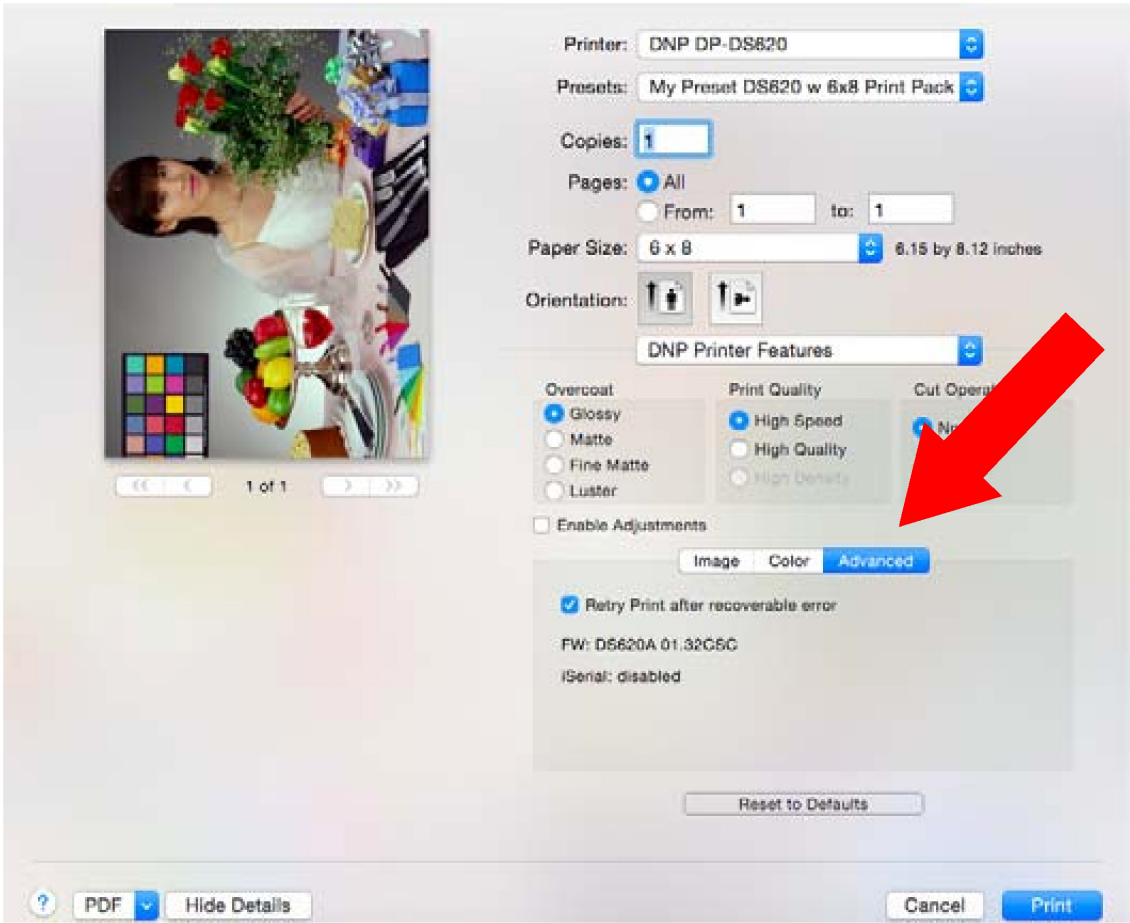 Printer: DNP DP-DS620
Presets: My Preset DS620 w 6x8 Print Pack
Copies: 1
Pages: All
From: 1 to: 1
Paper Size: 6 x 8 6.15 by 8.12 inches
Orientation:
DNP Printer Features
Overcoat Print Quality Cut
Glossy High Speed
Matte High Quality
Fine Matte High Density
Luster
Enable Adjustments
Image Color Advanced
Retry Print after recoverable error
FW: DS620A 01.32CSC
iSerial: disabled
1 of 1
Reset to Defaults
? PDF Hide Details Cancel Print